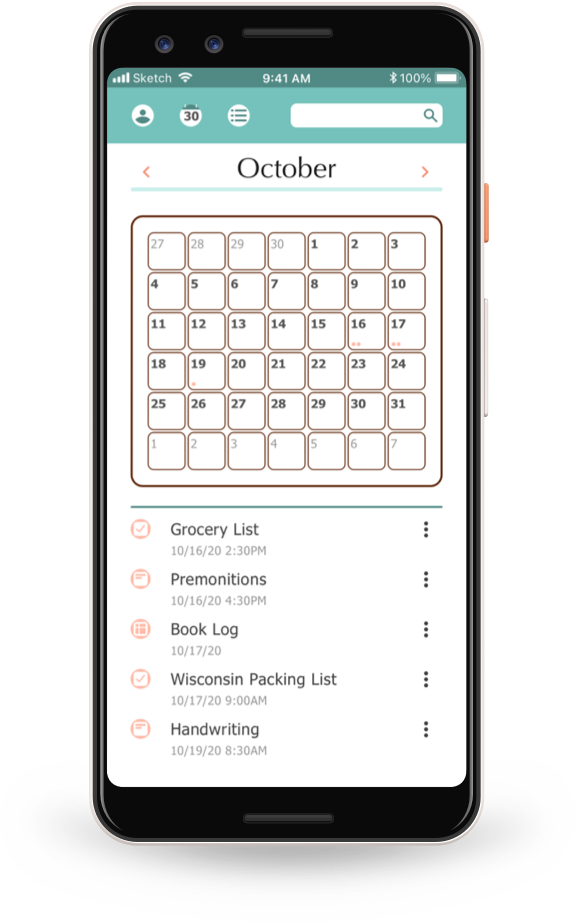 Sketch 9:41 AM 100%
30
October
27 28 29 30 1 2 3
4 5 6 7 8 9 10
11 12 13 14 15 16 17
18 19 20 21 22 23 24
25 26 27 28 29 30 31
1 2 3 4 5 6 7
Grocery List
10/16/20 2:30PM
Premonitions
10/16/20 4:30PM
Book Log
10/17/20
Wisconsin Packing List
10/17/20 9:00AM
Handwriting
10/19/20 8:30AM